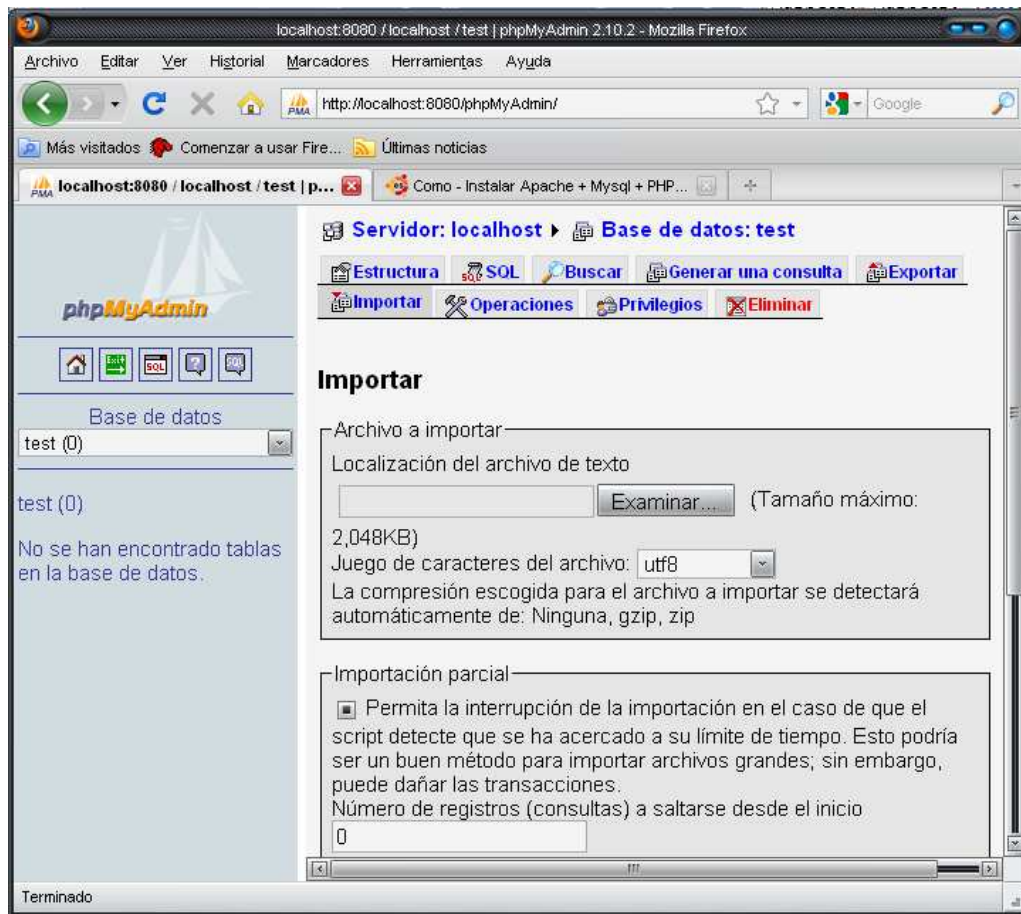 localhost:8080 / localhost / test | phpMyAdmin 2.10.2 - Mozilla Firefox
Archivo Editar Ver Historial Marcadores Herramientas Ayuda
PMA http://localhost:8080/phpMyAdmin/ Google
Más visitados Comenzar a usar Fire... Últimas noticias
PMA localhost:8080 / localhost / test | p... Como - Instalar Apache + Mysql + PHP...
phpMyAdmin
Exit SQL ? SQL
Base de datos
test (0)
test (0)
No se han encontrado tablas
en la base de datos.
Servidor: localhost Base de datos: test
Estructura SQL Buscar Generar una consulta Exportar
Importar Operaciones Privilegios Eliminar
Importar
Archivo a importar
Localización del archivo de texto
Examinar... (Tamaño máximo:
2,048KB)
Juego de caracteres del archivo: utf8
La compresión escogida para el archivo a importar se detectará
automáticamente de: Ninguna, gzip, zip
Importación parcial
Permita la interrupción de la importación en el caso de que el
script detecte que se ha acercado a su límite de tiempo. Esto podría
ser un buen método para importar archivos grandes; sin embargo,
puede dañar las transacciones.
Número de registros (consultas) a saltarse desde el inicio
0
Terminado